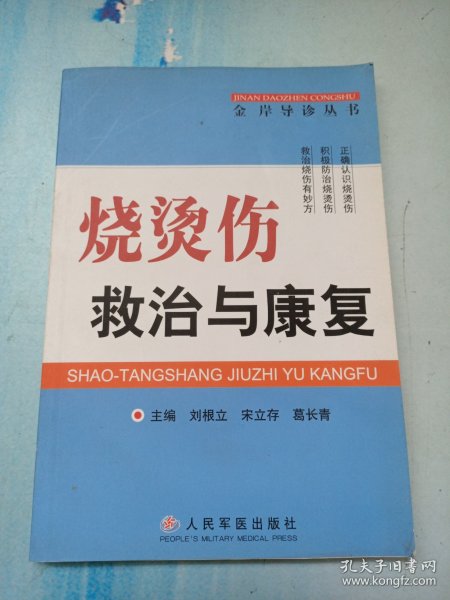 JINAN DAOZHEN CONGSHU
金岸导诊丛书
正确认识烧烫伤
积极防治烧烫伤
救治烧伤有妙方
烧烫伤
救治与康复
SHAO-TANGSHANG JIUZHI YU KANGFU
主编 刘根立 宋立存 葛长青
人民军医出版社
PEOPLE'S MILITARY MEDICAL PRESS
孔夫子旧书网
www.kongfz.com